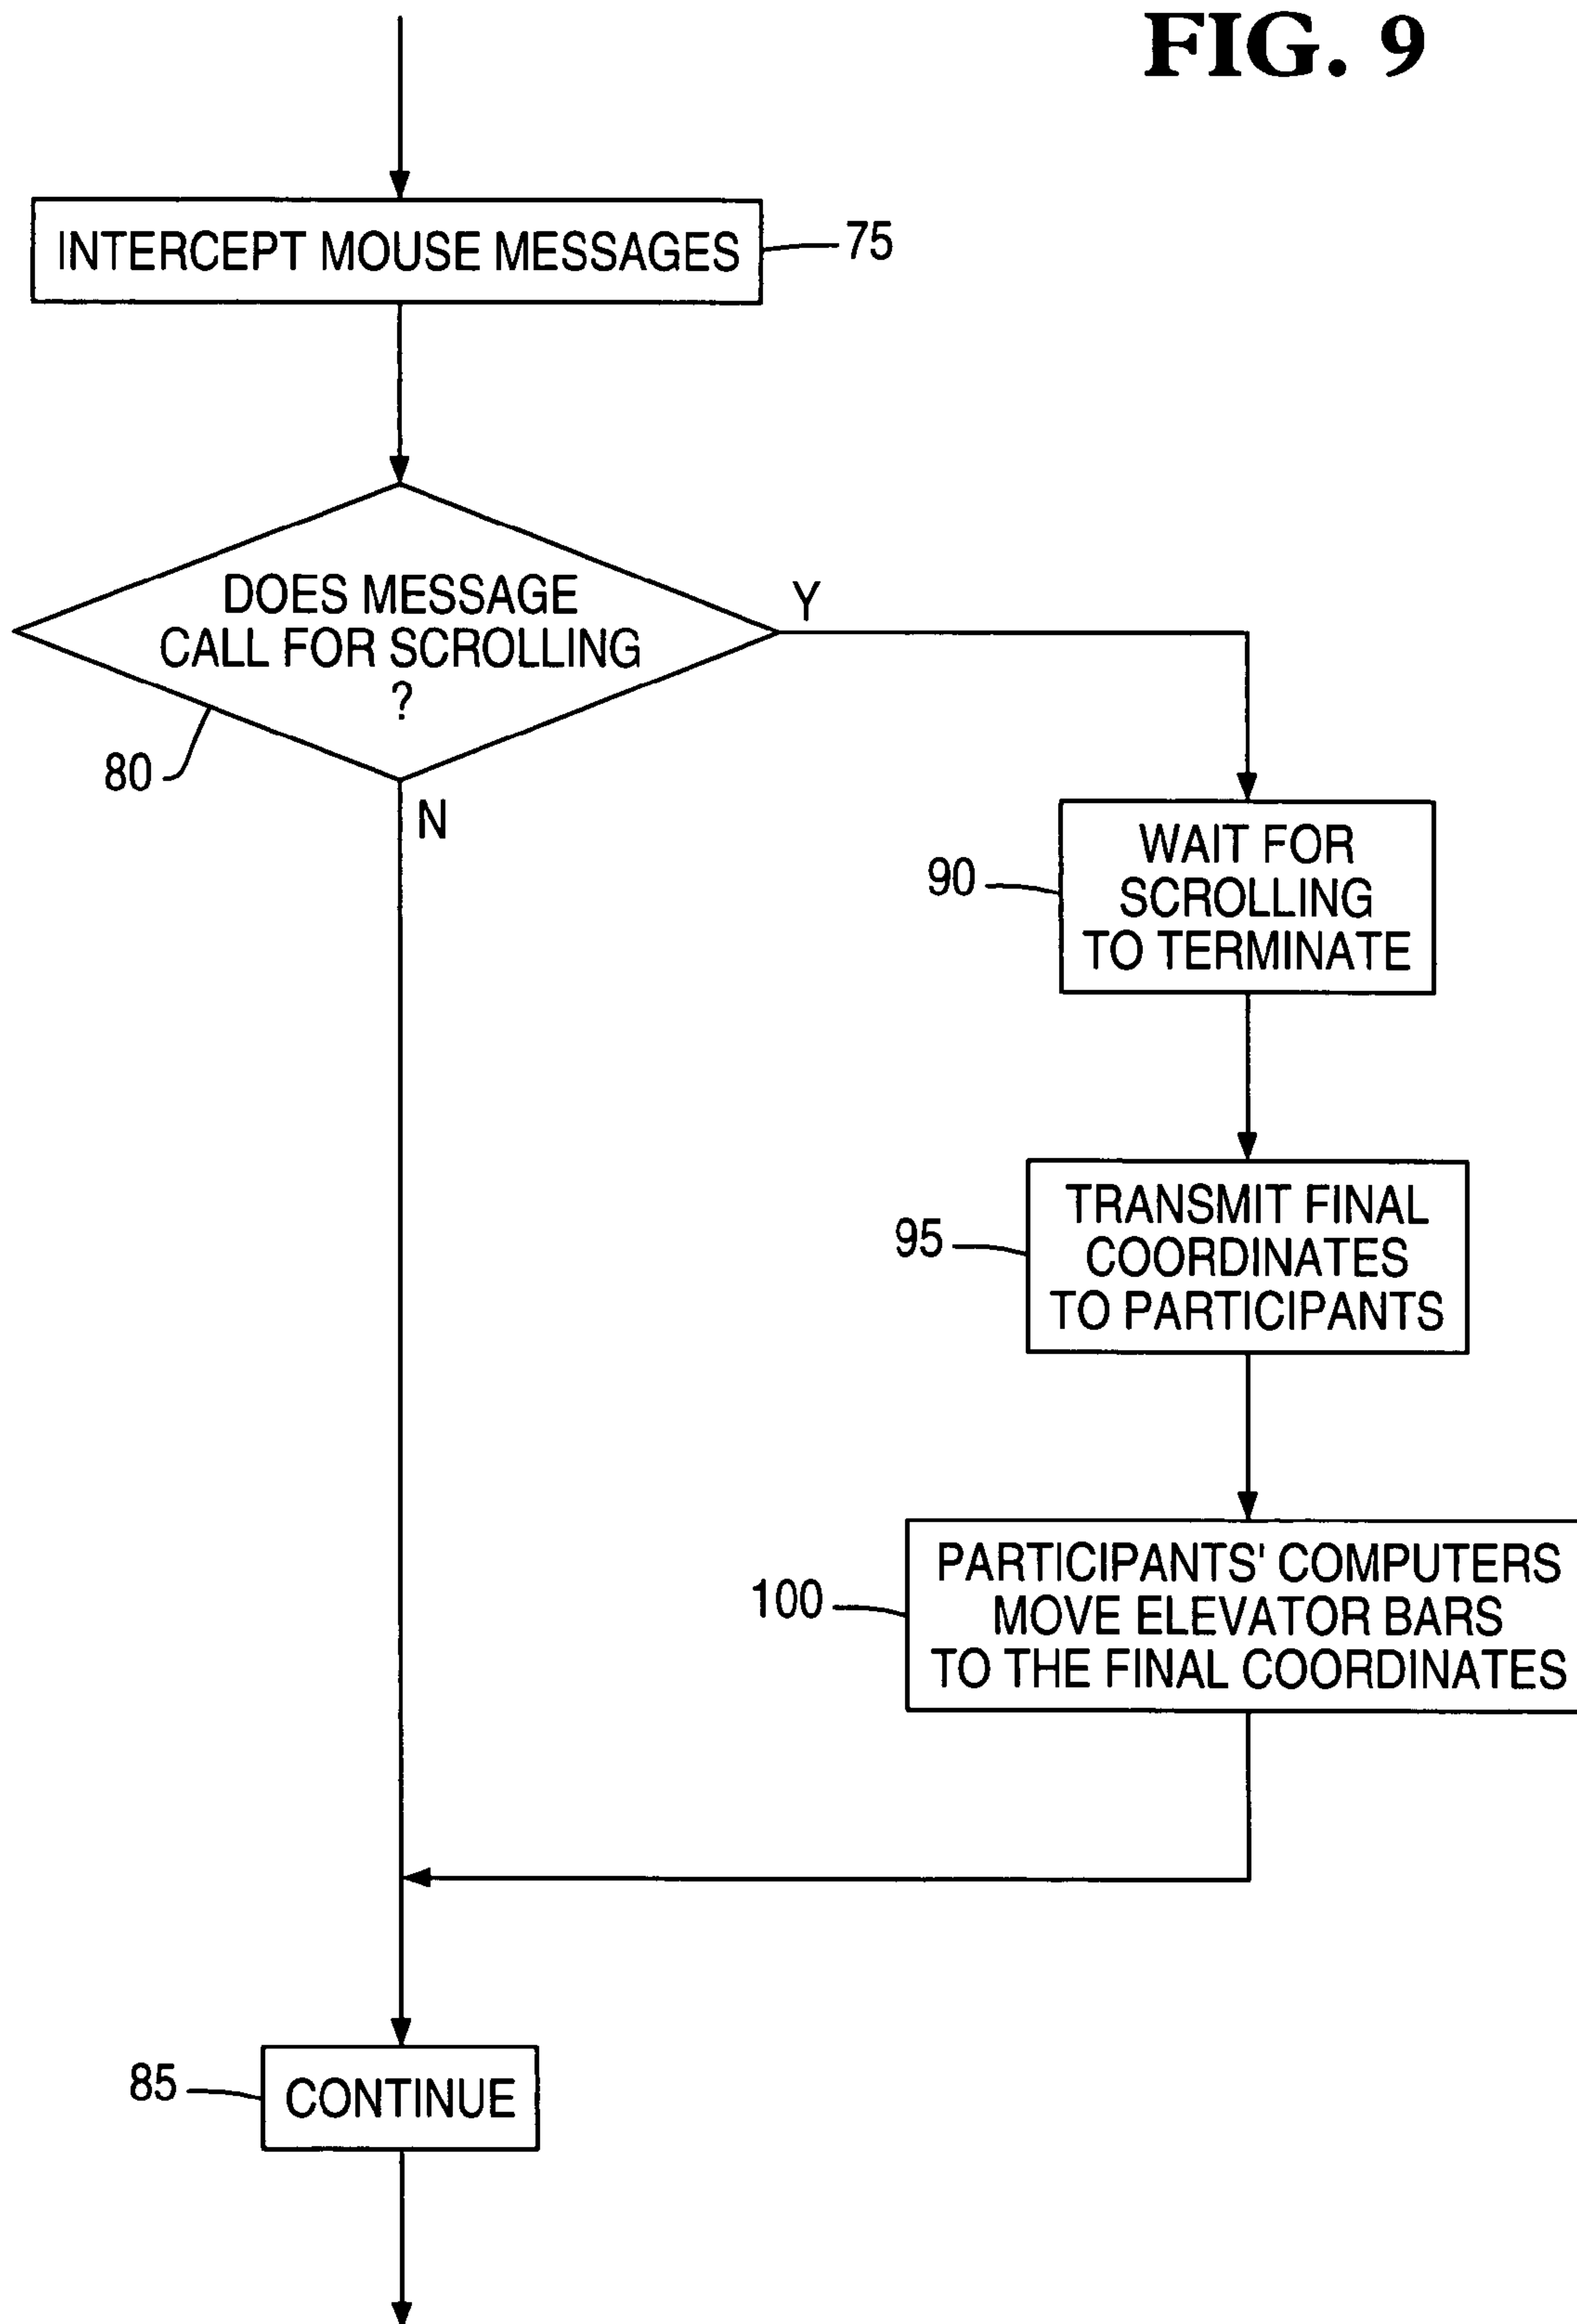 FIG. 9
INTERCEPT MOUSE MESSAGES
75
DOES MESSAGE
CALL FOR SCROLLING
?
80
Y
N
WAIT FOR
SCROLLING
TO TERMINATE
90
TRANSMIT FINAL
COORDINATES
TO PARTICIPANTS
95
PARTICIPANTS' COMPUTERS
MOVE ELEVATOR BARS
TO THE FINAL COORDINATES
100
85
CONTINUE